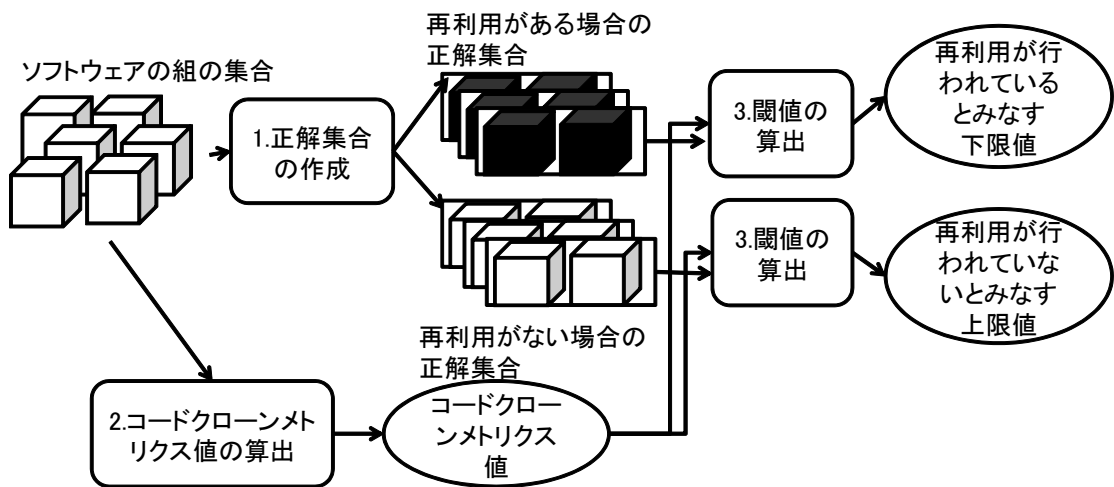 ソフトウェアの組の集合
1.正解集合
の作成
再利用がある場合の
正解集合
3.閾値の
算出
再利用が行
われている
とみなす
下限値
再利用がない場合の
正解集合
3.閾値の
算出
再利用が行
われていな
いとみなす
上限値
2.コードクローンメト
リクス値の算出
コードクロー
ンメトリクス
値